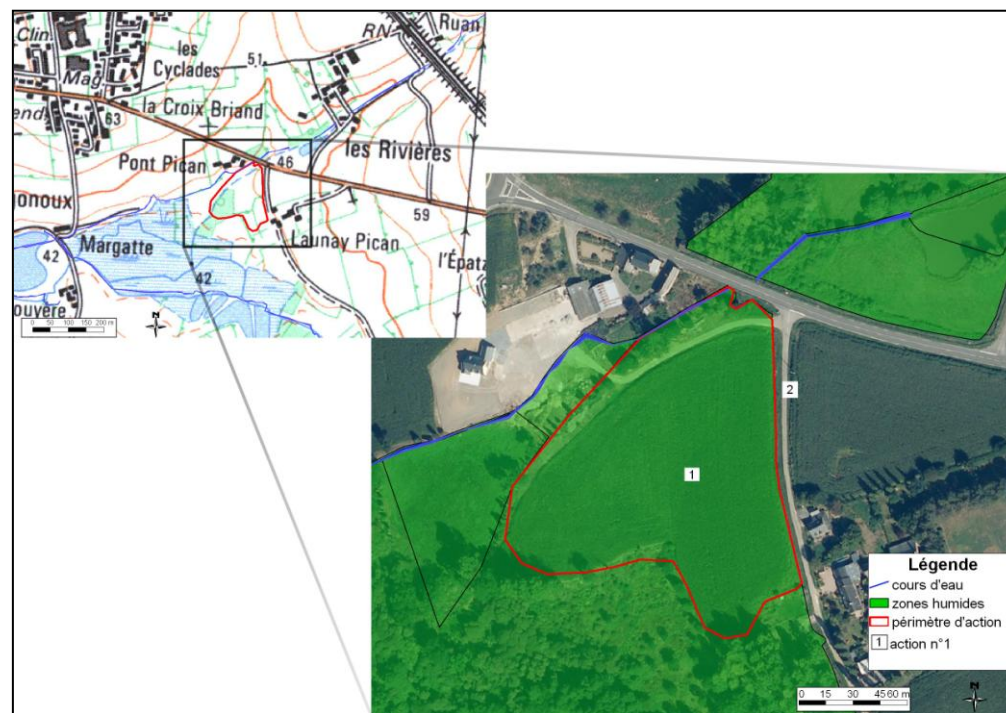 Clin.
Mag.
les
Cyclades
51
RN
Ruan
la Croix Briand
63
Pont Pican
46
les Rivières
59
gonoux
Margatte
42
42
Launay Pican
l'Épatz
ouvère
0 50 100 150 200 m
N
1
2
Légende
cours d'eau
zones humides
périmètre d'action
1 action n°1
0 15 30 45 60 m
N